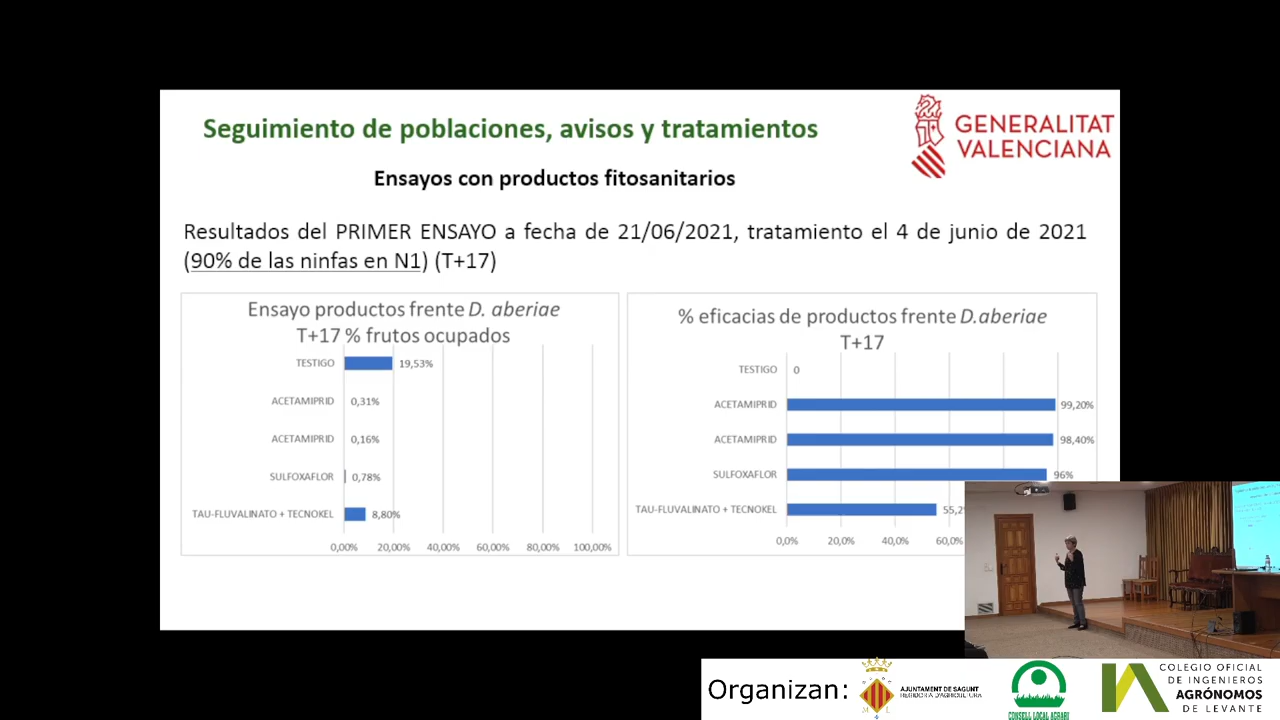 Seguimiento de poblaciones, avisos y tratamientos
GENERALITAT
VALENCIANA
Ensayos con productos fitosanitarios
Resultados del PRIMER ENSAYO a fecha de 21/06/2021, tratamiento el 4 de junio de 2021
(90% de las ninfas en N1) (T+17)
Ensayo productos frente D. aberiae
T+17 % frutos ocupados
TESTIGO 19,53%
ACETAMIPRID 0,31%
ACETAMIPRID 0,16%
SULFOXAFLOR 0,78%
TAU-FLUVALINATO + TECNOKEL 8,80%
0,00% 20,00% 40,00% 60,00% 80,00% 100,00%
% eficacias de productos frente D.aberiae
T+17
TESTIGO 0
ACETAMIPRID 99,20%
ACETAMIPRID 98,40%
SULFOXAFLOR 96%
TAU-FLUVALINATO + TECNOKEL 55,2
0,0% 20,0% 40,0% 60,0%
Organizan:
AJUNTAMENT DE SAGUNT
REGIDORIA D'AGRICULTURA
CONSELL LOCAL AGRARI
COLEGIO OFICIAL
DE INGENIEROS
AGRÓNOMOS
DE LEVANTE